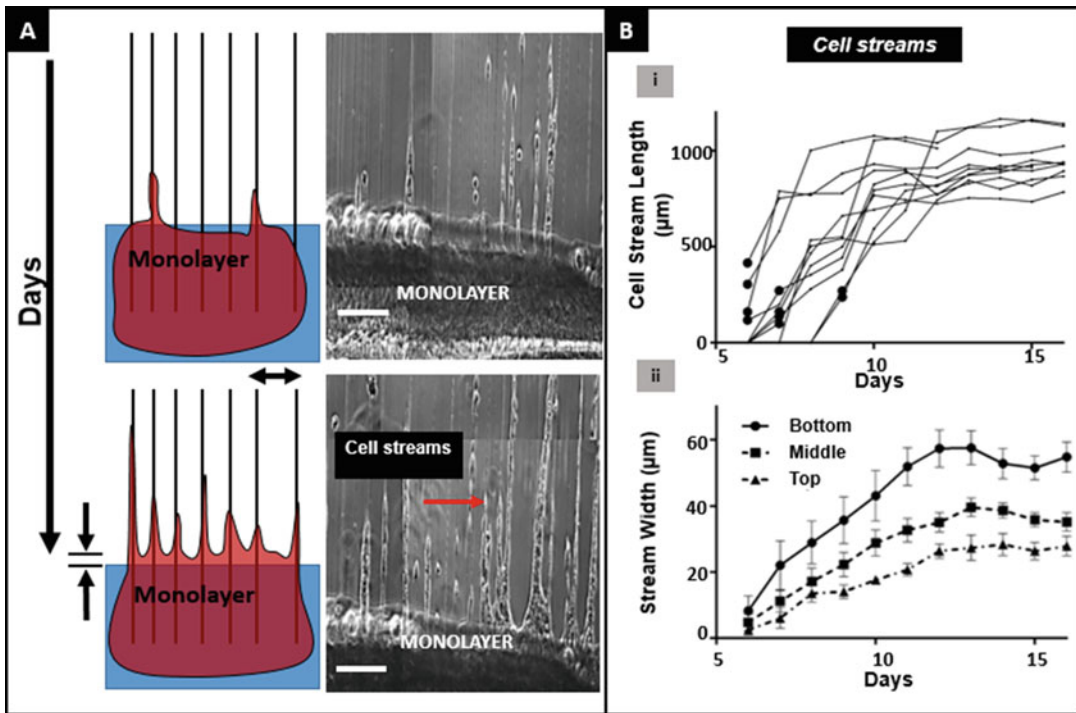 A
Days
Monolayer
MONOLAYER
Monolayer
Cell streams
MONOLAYER
B
Cell streams
i
Cell Stream Length
(µm)
1000
500
0
5
10
15
Days
ii
Stream Width (µm)
60
40
20
0
Bottom
Middle
Top
5
10
15
Days